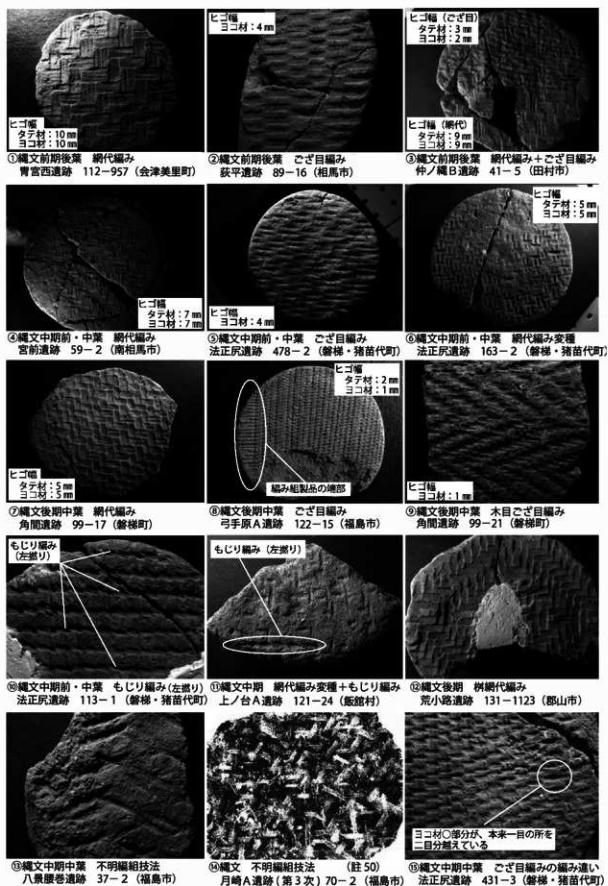 ヒゴ幅
タテ材:10㎜
ヨコ材:10㎜
①縄文前期後葉 網代編み
冑宮西遺跡 112-957(会津美里町)
ヒゴ幅
ヨコ材:4㎜
②縄文前期後葉 ござ目編み
荻平遺跡 89-16(相馬市)
ヒゴ幅(ござ目)
タテ材:3㎜
ヨコ材:2㎜
ヒゴ幅(網代)
タテ材:9㎜
ヨコ材:9㎜
③縄文前期後葉 網代編み+ござ目編み
仲ノ縄B遺跡 41-5(田村市)
ヒゴ幅
タテ材:7㎜
ヨコ材:7㎜
④縄文中期前・中葉 網代編み
宮前遺跡 59-2(南相馬市)
ヒゴ幅
ヨコ材:4㎜
⑤縄文中期前・中葉 ござ目編み
法正尻遺跡 478-2(磐梯・猪苗代町)
ヒゴ幅
タテ材:5㎜
ヨコ材:5㎜
⑥縄文中期前・中葉 網代編み変種
法正尻遺跡 163-2(磐梯・猪苗代町)
ヒゴ幅
タテ材:5㎜
ヨコ材:5㎜
⑦縄文後期中葉 網代編み
角間遺跡 99-17(磐梯町)
ヒゴ幅
タテ材:2㎜
ヨコ材:1㎜
編み組製品の端部
⑧縄文後期中葉 ござ目編み
弓手原A遺跡 122-15(福島市)
ヒゴ幅
ヨコ材:1㎜
⑨縄文後期中葉 木目ござ目編み
角間遺跡 99-21(磐梯町)
もじり編み
(左撚り)
⑩縄文中期前・中葉 もじり編み(左撚り)
法正尻遺跡 113-1(磐梯・猪苗代町)
もじり編み(左撚り)
⑪縄文中期 網代編み変種+もじり編み
上ノ台A遺跡 121-24(飯舘村)
⑫縄文後期 桝網代編み
荒小路遺跡 131-1123(郡山市)
⑬縄文中期中葉 不明編組技法
八景腰巻遺跡 37-2(福島市)
⑭縄文 不明編組技法 (註50)
月崎A遺跡(第3次)70-2(福島市)
ヨコ材○部分が、本来一目の所を
二目分越えている
⑮縄文中期中葉 ござ目編みの編み違い
法正尻遺跡 431-3(磐梯・猪苗代町)